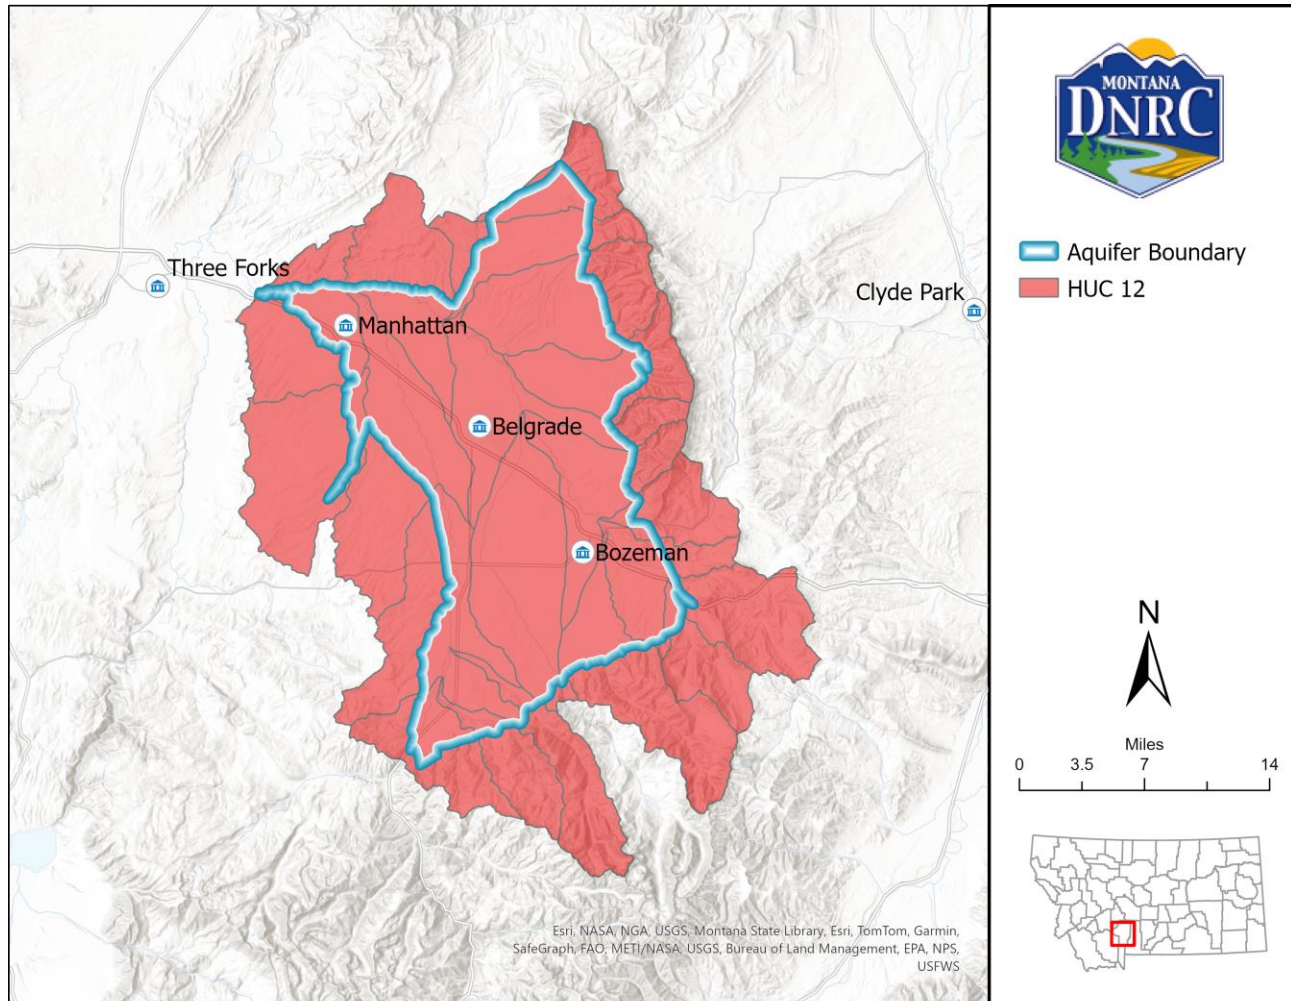 Three Forks
Manhattan
Belgrade
Bozeman
Clyde Park
Esri, NASA, NGA, USGS, Montana State Library, Esri, TomTom, Garmin,
SafeGraph, FAO, METI/NASA, USGS, Bureau of Land Management, EPA, NPS,
USFWS
MONTANA
DNRC
Aquifer Boundary
HUC 12
N
Miles
0 3.5 7 14